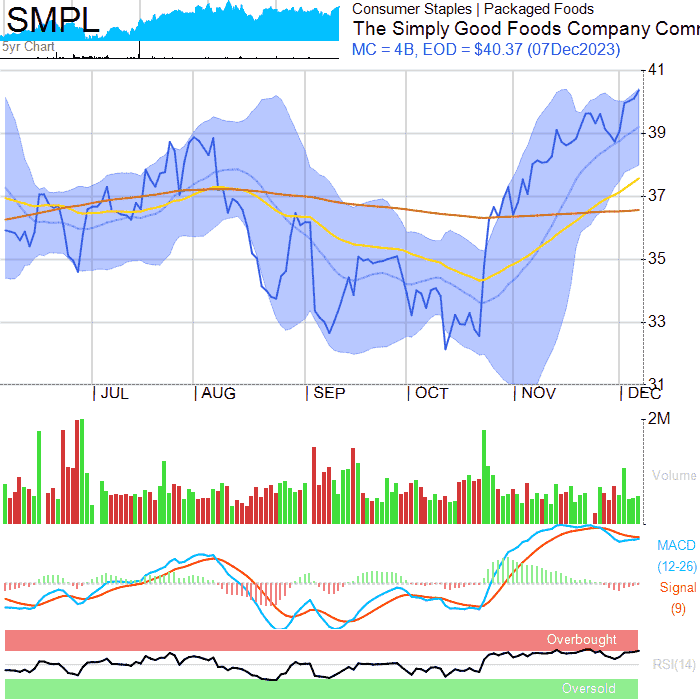 SMPL
5yr Chart
Consumer Staples | Packaged Foods
The Simply Good Foods Company Comm
MC = 4B, EOD = $40.37 (07Dec2023)
41
39
37
35
33
31
JUL
AUG
SEP
OCT
NOV
DEC
2M
Volume
MACD
(12-26)
Signal
(9)
Overbought
RSI(14)
Oversold